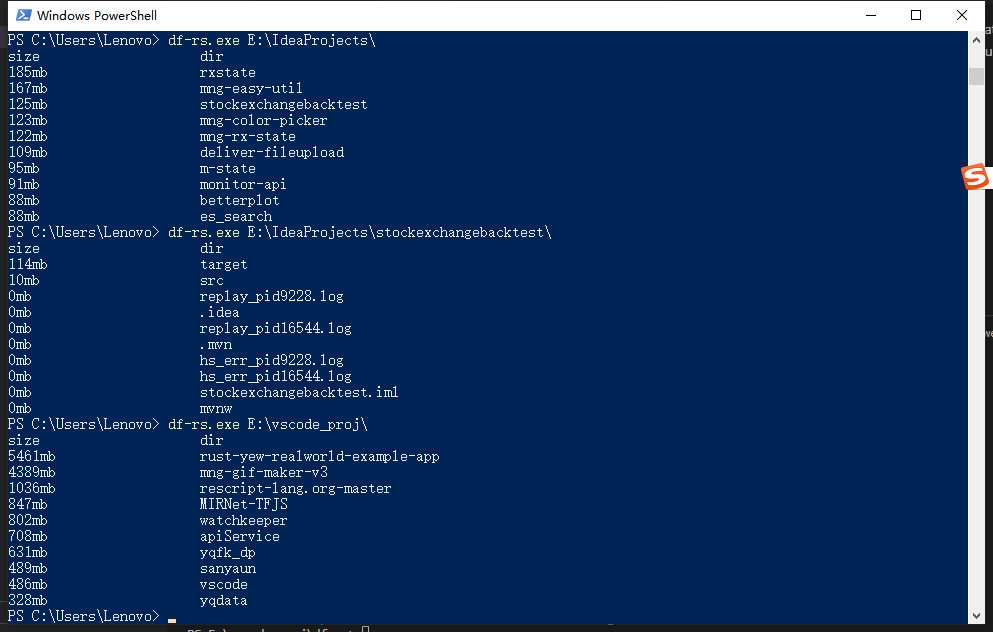 Windows PowerShell
PS C:\Users\Lenovo> df-rs.exe E:\IdeaProjects\
size dir
185mb rxstate
167mb mng-easy-util
125mb stockexchangebacktest
123mb mng-color-picker
122mb mng-rx-state
109mb deliver-fileupload
95mb m-state
91mb monitor-api
88mb betterplot
88mb es_search
PS C:\Users\Lenovo> df-rs.exe E:\IdeaProjects\stockexchangebacktest\
size dir
114mb target
10mb src
0mb replay_pid9228.log
0mb .idea
0mb replay_pid16544.log
0mb .mvn
0mb hs_err_pid9228.log
0mb hs_err_pid16544.log
0mb stockexchangebacktest.iml
0mb mvnw
PS C:\Users\Lenovo> df-rs.exe E:\vscode_proj\
size dir
5461mb rust-yew-realworld-example-app
4389mb mng-gif-maker-v3
1036mb rescript-lang.org-master
847mb MIRNet-TFJS
802mb watchkeeper
708mb apiService
631mb yqfk_dp
489mb sanyaun
486mb vscode
328mb yqdata
PS C:\Users\Lenovo>